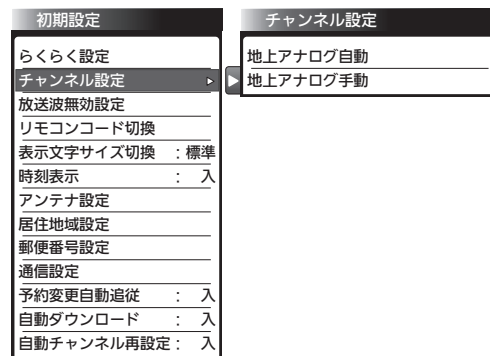 初期設定
らくらく設定
チャンネル設定
放送波無効設定
リモコンコード切換
表示文字サイズ切換 : 標準
時刻表示 : 入
アンテナ設定
居住地域設定
郵便番号設定
通信設定
予約変更自動追従 : 入
自動ダウンロード : 入
自動チャンネル再設定 : 入
チャンネル設定
地上アナログ自動
地上アナログ手動